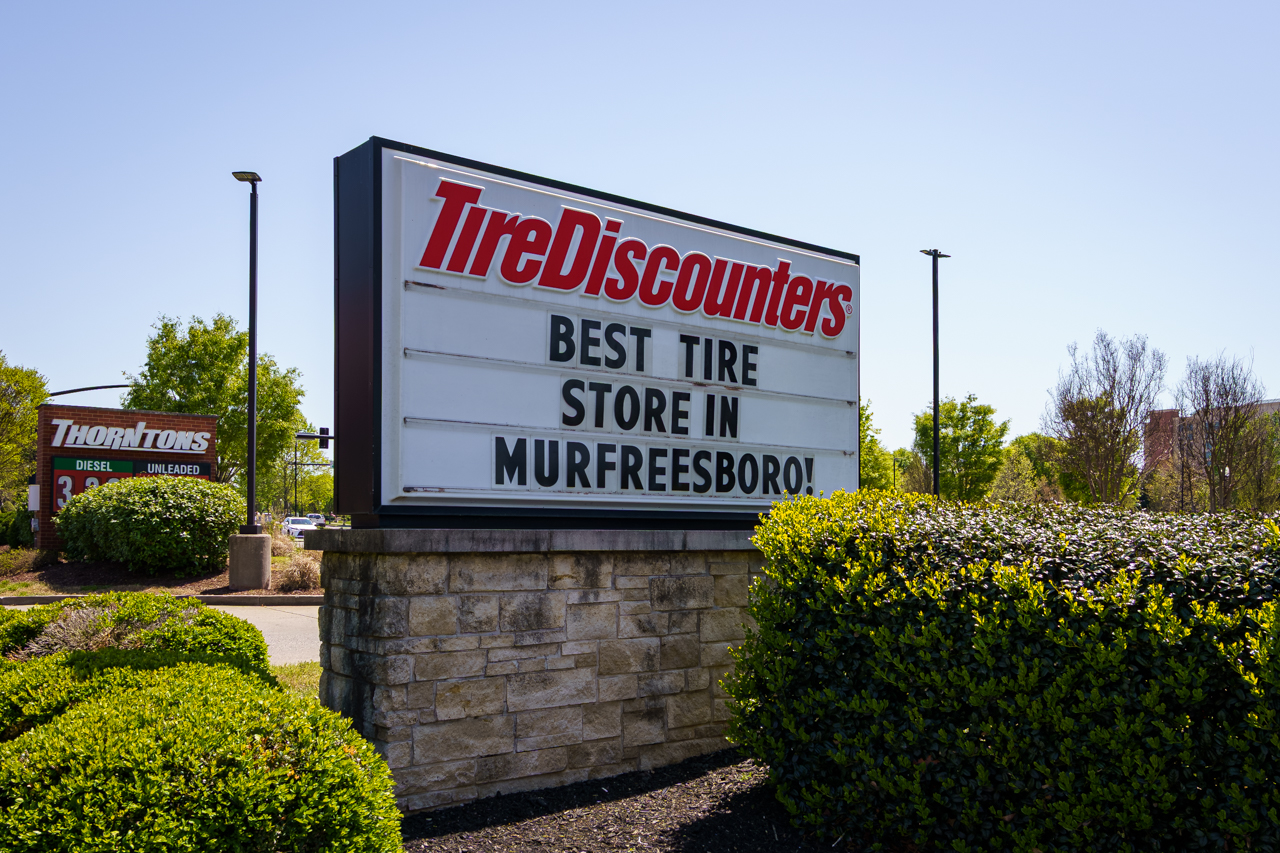 TireDiscounters®
BEST TIRE
STORE IN
MURFREESBORO!
THORNTONS
DIESEL UNLEADED